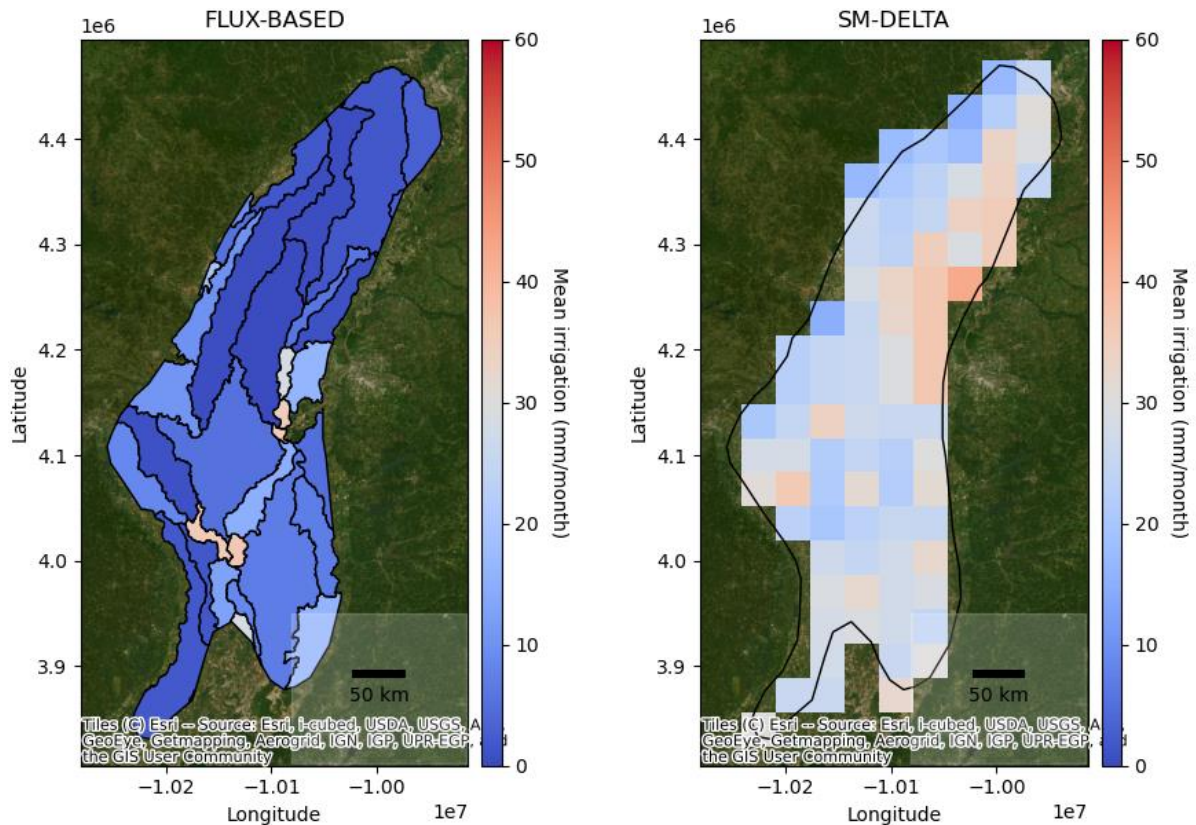 FLUX-BASED
1e6
4.4
4.3
4.2
4.1
4.0
3.9
Latitude
−1.02 −1.01 −1.00
1e7
Longitude
50 km
Tiles (C) Esri -- Source: Esri, i-cubed, USDA, USGS, A
GeoEye, Getmapping, Aerogrid, IGN, IGP, UPR-EGP, and
the GIS User Community
60
50
40
30
20
10
0
Mean irrigation (mm/month)
SM-DELTA
1e6
4.4
4.3
4.2
4.1
4.0
3.9
Latitude
−1.02 −1.01 −1.00
1e7
Longitude
50 km
Tiles (C) Esri -- Source: Esri, i-cubed, USDA, USGS, A
GeoEye, Getmapping, Aerogrid, IGN, IGP, UPR-EGP, and
the GIS User Community
60
50
40
30
20
10
0
Mean irrigation (mm/month)